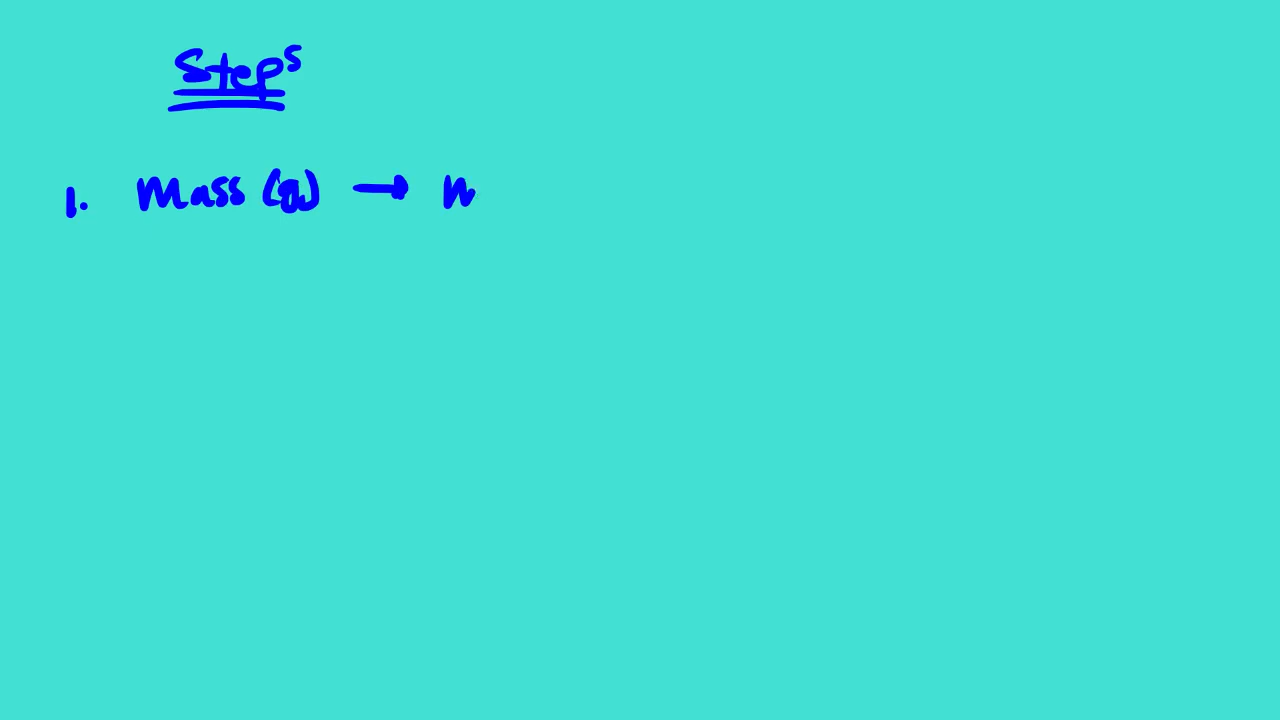 Steps
1. Mass (g) → n